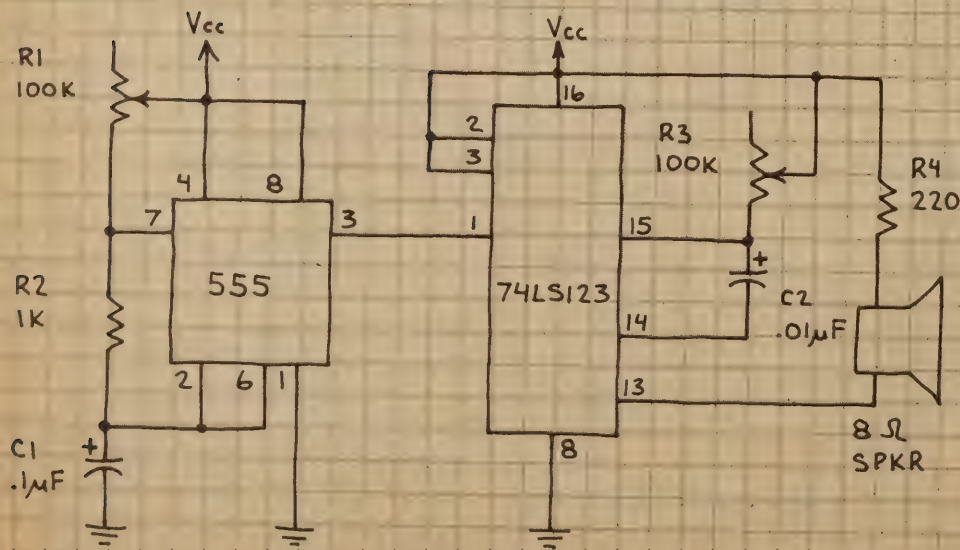 Vcc
R1
100K
4
8
7
3
555
R2
1K
2
6
1
C1
+
.1µF
Vcc
16
2
3
1
74LS123
15
14
13
8
R3
100K
+
C2
.01µF
R4
220
8 Ω
SPKR